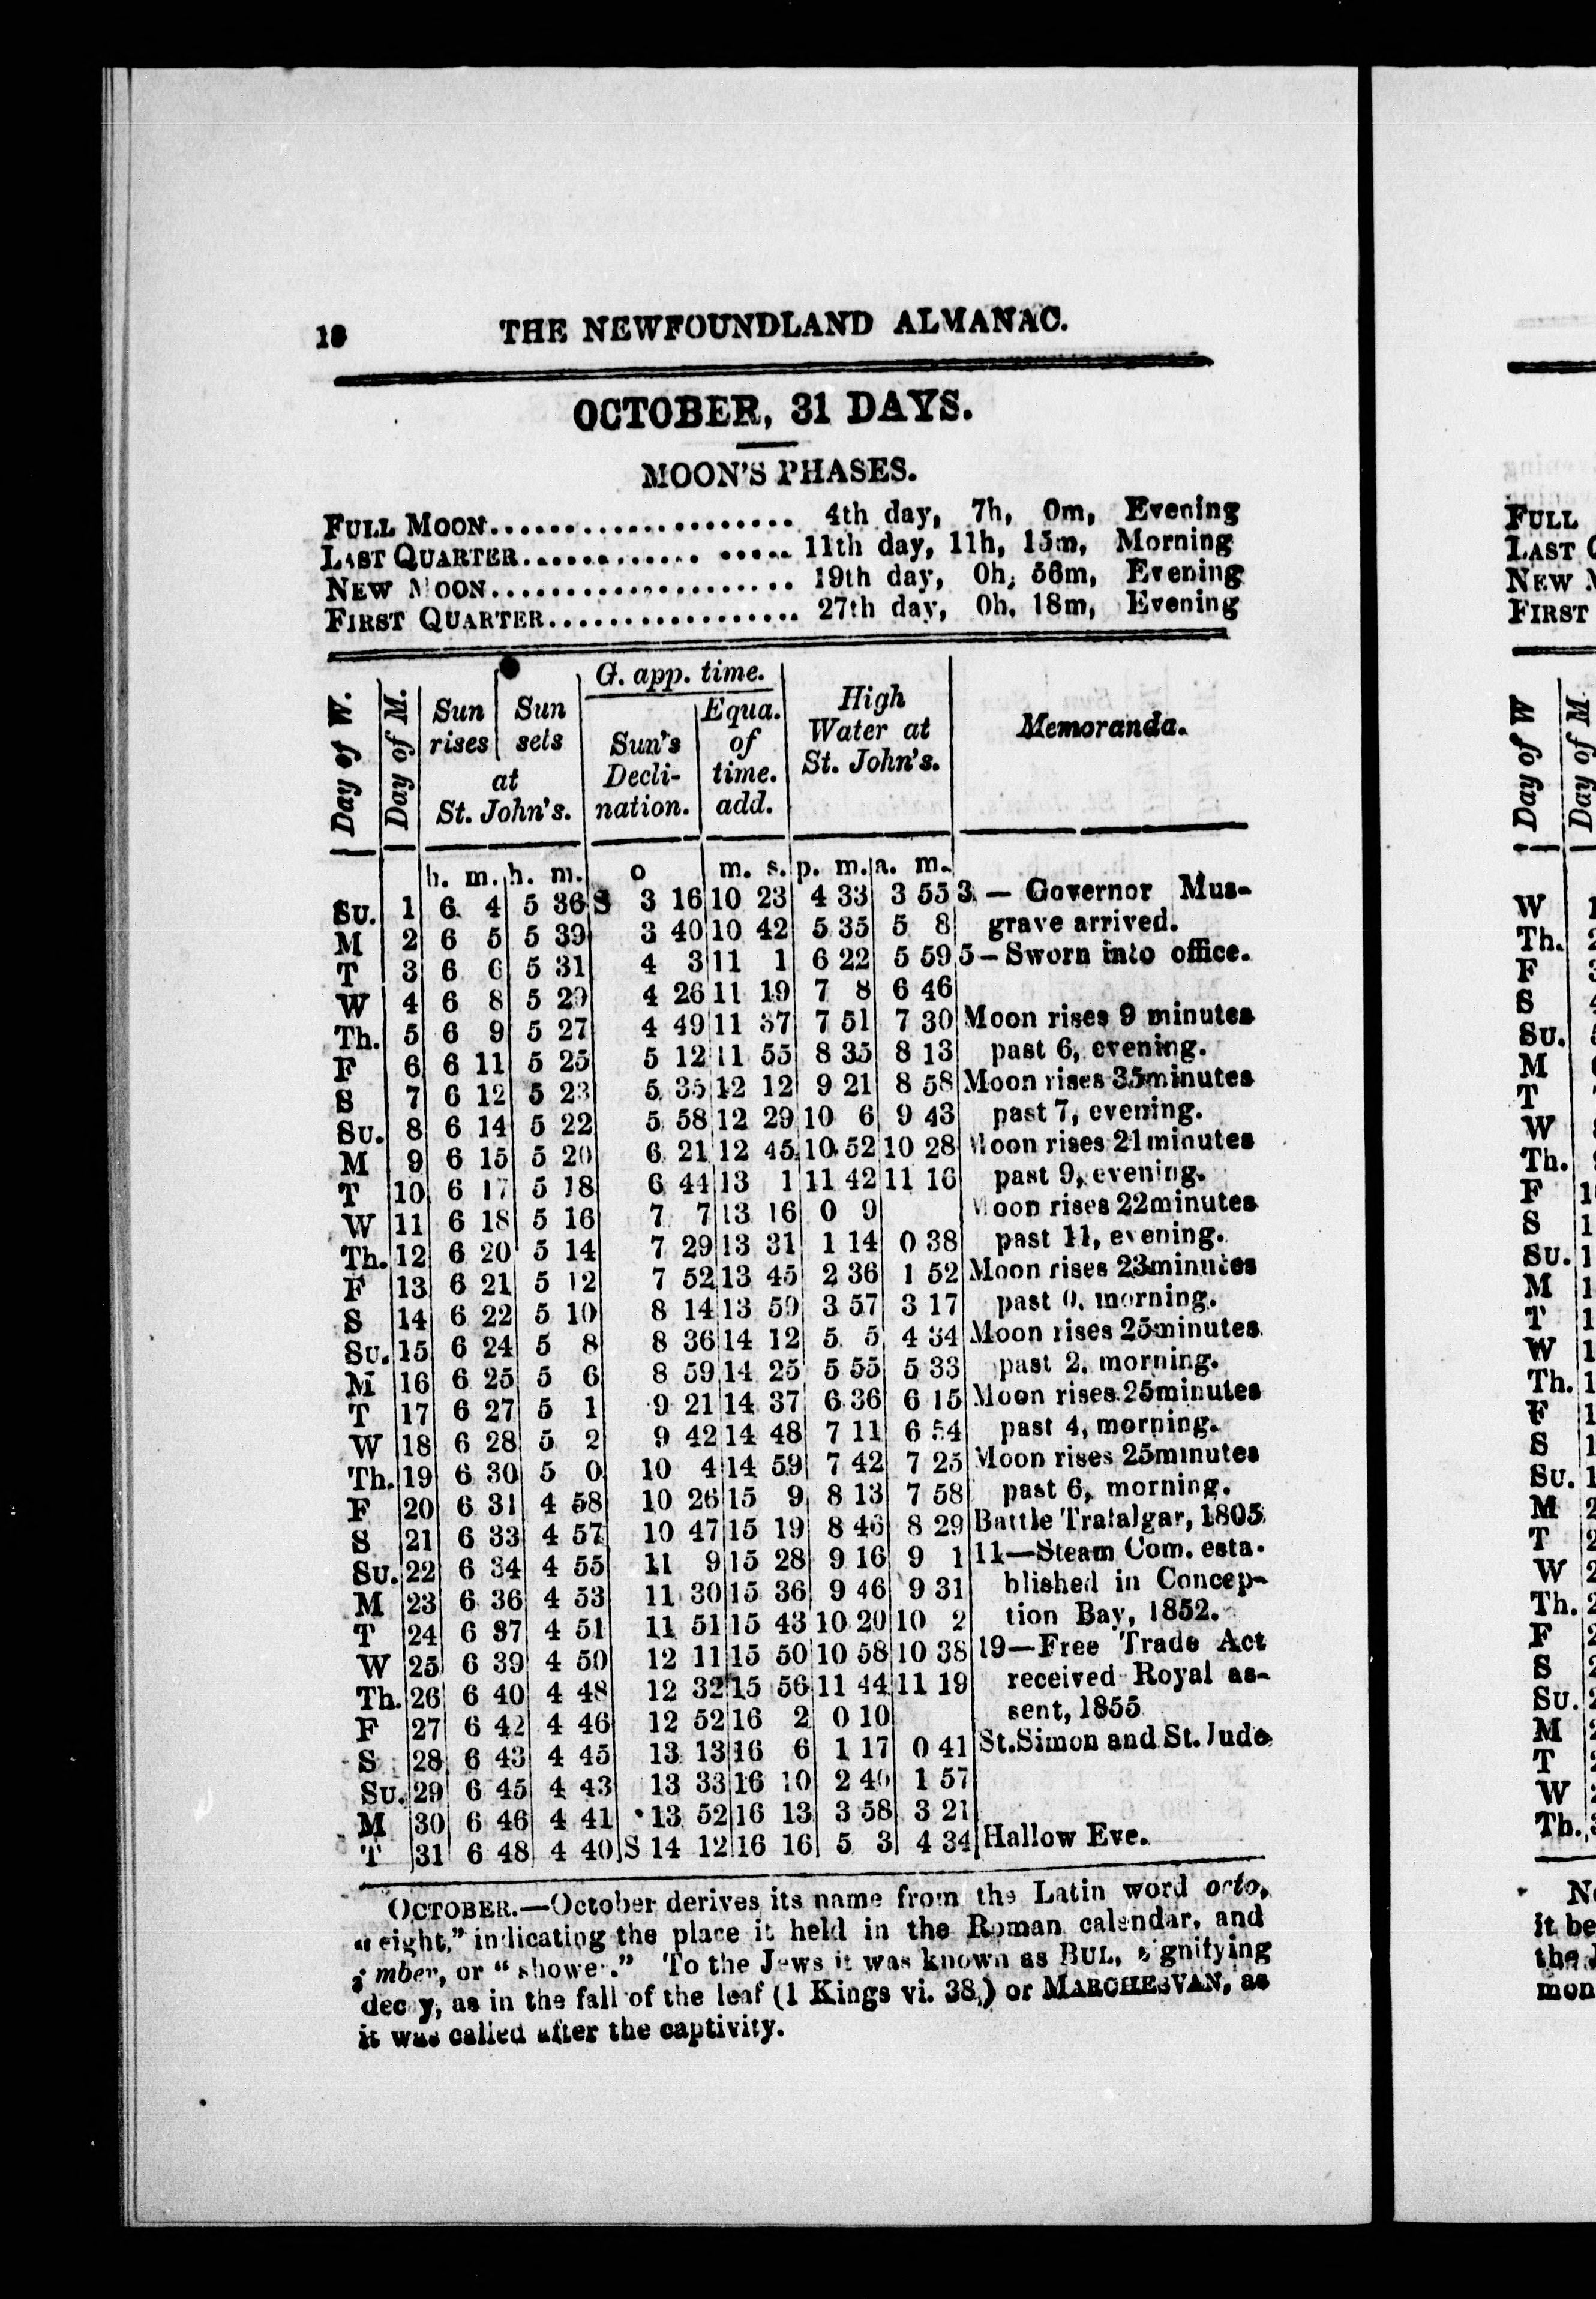 18 THE NEWFOUNDLAND ALMANAC.
OCTOBER, 31 DAYS.
MOON'S PHASES.
FULL MOON..................... 4th day, 7h, 0m, Evening
LAST QUARTER............ ..... 11th day, 11h, 15m, Morning
NEW MOON..................... 19th day, 0h, 56m, Evening
FIRST QUARTER.................. 27th day, 0h, 18m, Evening
Day of W. Day of M. Sun rises Sun sets at St. John's. G. app. time. Sun's Decli- nation. Equa. of time. add. High Water at St. John's. Memoranda.
h. m. h. m. o m. s. p. m. a. m.
Su. 1 6 4 5 36 S 3 16 10 23 4 33 3 55 3 — Governor Mus-
M 2 6 5 5 39 3 40 10 42 5 35 5 8 grave arrived.
T 3 6 6 5 31 4 3 11 1 6 22 5 59 5—Sworn into office.
W 4 6 8 5 29 4 26 11 19 7 8 6 46
Th. 5 6 9 5 27 4 49 11 37 7 51 7 30 Moon rises 9 minutes
F 6 6 11 5 25 5 12 11 55 8 35 8 13 past 6, evening.
S 7 6 12 5 23 5 35 12 12 9 21 8 58 Moon rises 35minutes
Su. 8 6 14 5 22 5 58 12 29 10 6 9 43 past 7, evening.
M 9 6 15 5 20 6 21 12 45 10 52 10 28 Moon rises 21minutes
T 10 6 17 5 18 6 44 13 1 11 42 11 16 past 9, evening.
W 11 6 18 5 16 7 7 13 16 0 9 Moon rises 22minutes
Th. 12 6 20 5 14 7 29 13 31 1 14 0 38 past 11, evening.
F 13 6 21 5 12 7 52 13 45 2 36 1 52 Moon rises 23minutes
S 14 6 22 5 10 8 14 13 59 3 57 3 17 past 0, morning.
Su. 15 6 24 5 8 8 36 14 12 5 5 4 34 Moon rises 25minutes
M 16 6 25 5 6 8 59 14 25 5 55 5 33 past 2, morning.
T 17 6 27 5 1 9 21 14 37 6 36 6 15 Moon rises 25minutes
W 18 6 28 5 2 9 42 14 48 7 11 6 54 past 4, morning.
Th. 19 6 30 5 0 10 4 14 59 7 42 7 25 Moon rises 25minutes
F 20 6 31 4 58 10 26 15 9 8 13 7 58 past 6, morning.
S 21 6 33 4 57 10 47 15 19 8 46 8 29 Battle Trafalgar, 1805
Su. 22 6 34 4 55 11 9 15 28 9 16 9 1 11—Steam Com. esta-
M 23 6 36 4 53 11 30 15 36 9 46 9 31 blished in Concep-
T 24 6 37 4 51 11 51 15 43 10 20 10 2 tion Bay, 1852.
W 25 6 39 4 50 12 11 15 50 10 58 10 38 19—Free Trade Act
Th. 26 6 40 4 48 12 32 15 56 11 44 11 19 received Royal as-
F 27 6 42 4 46 12 52 16 2 0 10 sent, 1855
S 28 6 43 4 45 13 13 16 6 1 17 0 41 St. Simon and St. Jude
Su. 29 6 45 4 43 13 33 16 10 2 40 1 57
M 30 6 46 4 41 13 52 16 13 3 58 3 21
T 31 6 48 4 40 S 14 12 16 16 5 3 4 34 Hallow Eve.
OCTOBER.—October derives its name from the Latin word octo,
"eight," indicating the place it held in the Roman calendar, and
mber, or "shower." To the Jews it was known as BUL, signifying
decay, as in the fall of the leaf (1 Kings vi. 38,) or MARCHESVAN, as
it was called after the captivity.
FULL
LAST
NEW
FIRST
Day of W Day of M
W
Th.
F
S
Su.
M
T
W
Th.
F
S
Su.
M
T
W
Th.
F
S
Su.
M
T
W
Th.
F
S
Su.
M
T
W
Th.
it be
the
mon